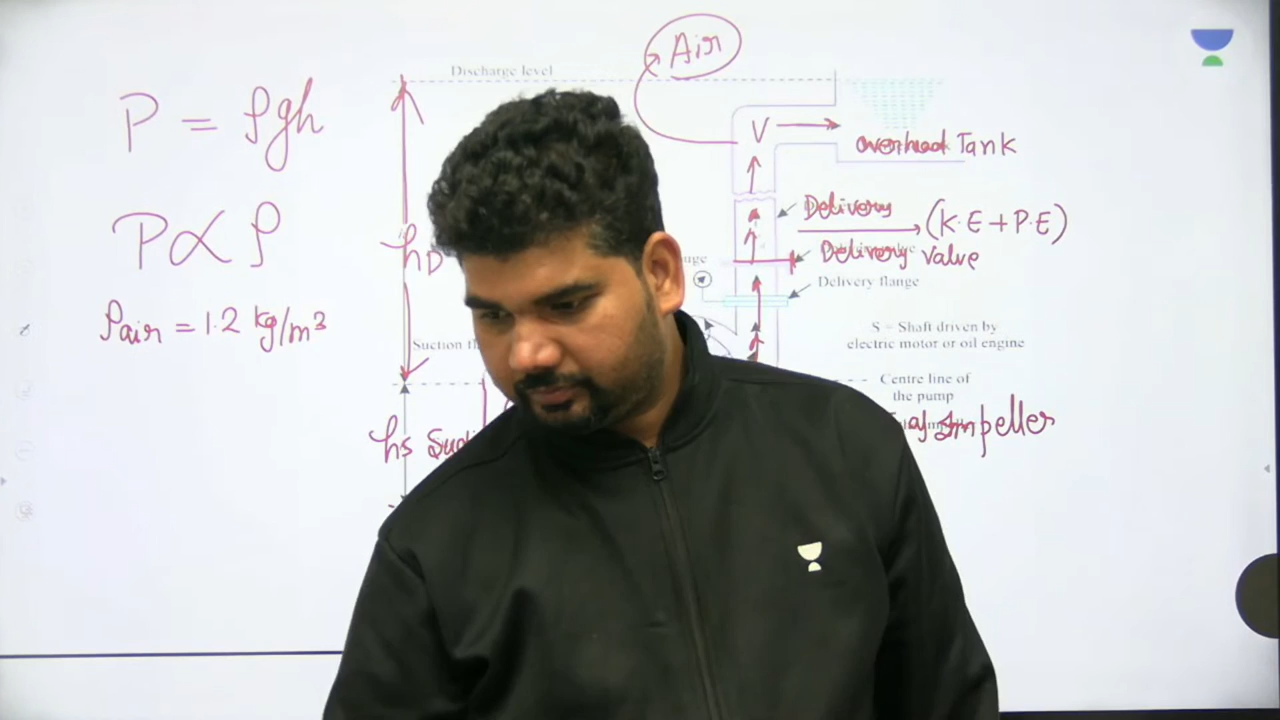 Air
Discharge level
P = ρgh
V
overhead Tank
P ∝ ρ
Delivery
(K.E + P.E)
hD
Delivery valve
Delivery flange
ρair = 1.2 kg/m³
S = Shaft driven by
electric motor or oil engine
Suction
Centre line of
the pump
hs
Impeller